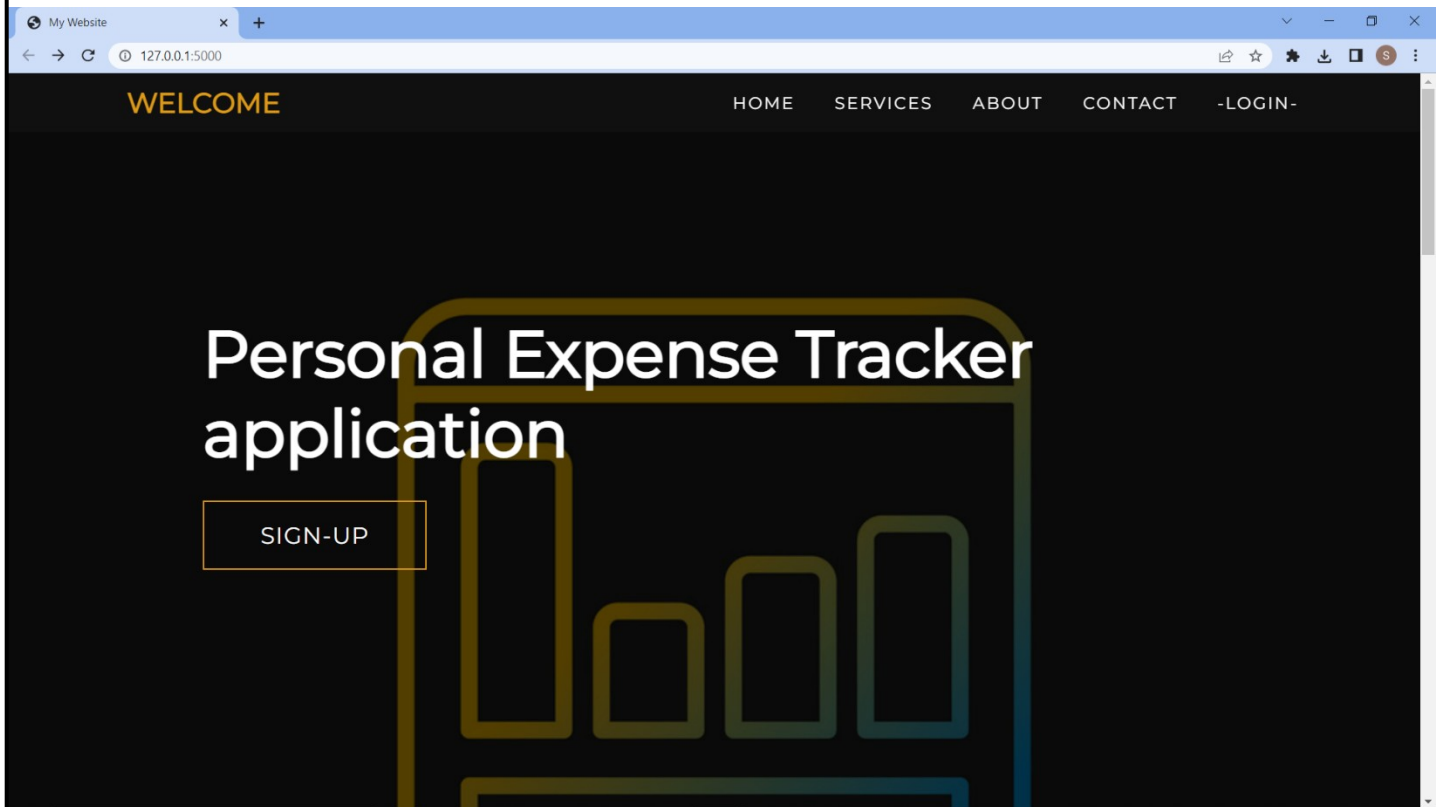 My Website
127.0.0.1:5000
S
WELCOME HOME SERVICES ABOUT CONTACT -LOGIN-
Personal Expense Tracker
application
SIGN-UP